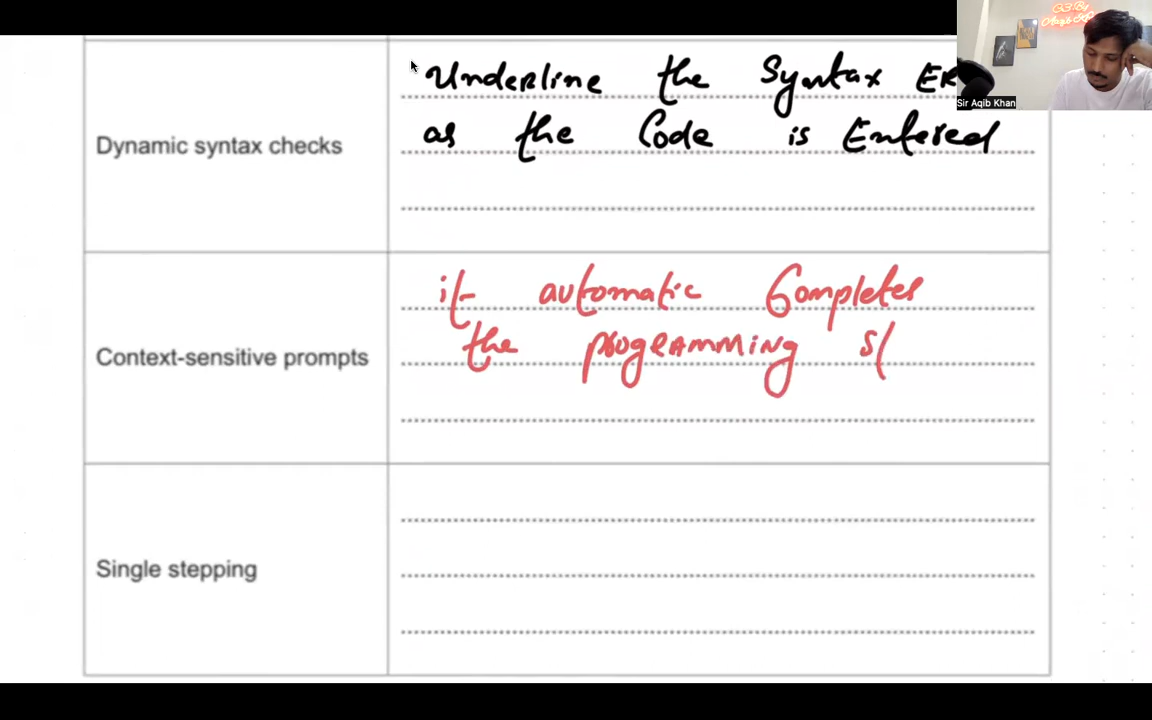 Underline the Syntax ER
Sir Aqib Khan
Dynamic syntax checks
as the Code is Entered
it automatic Completes
Context-sensitive prompts
the programming s(
Single stepping